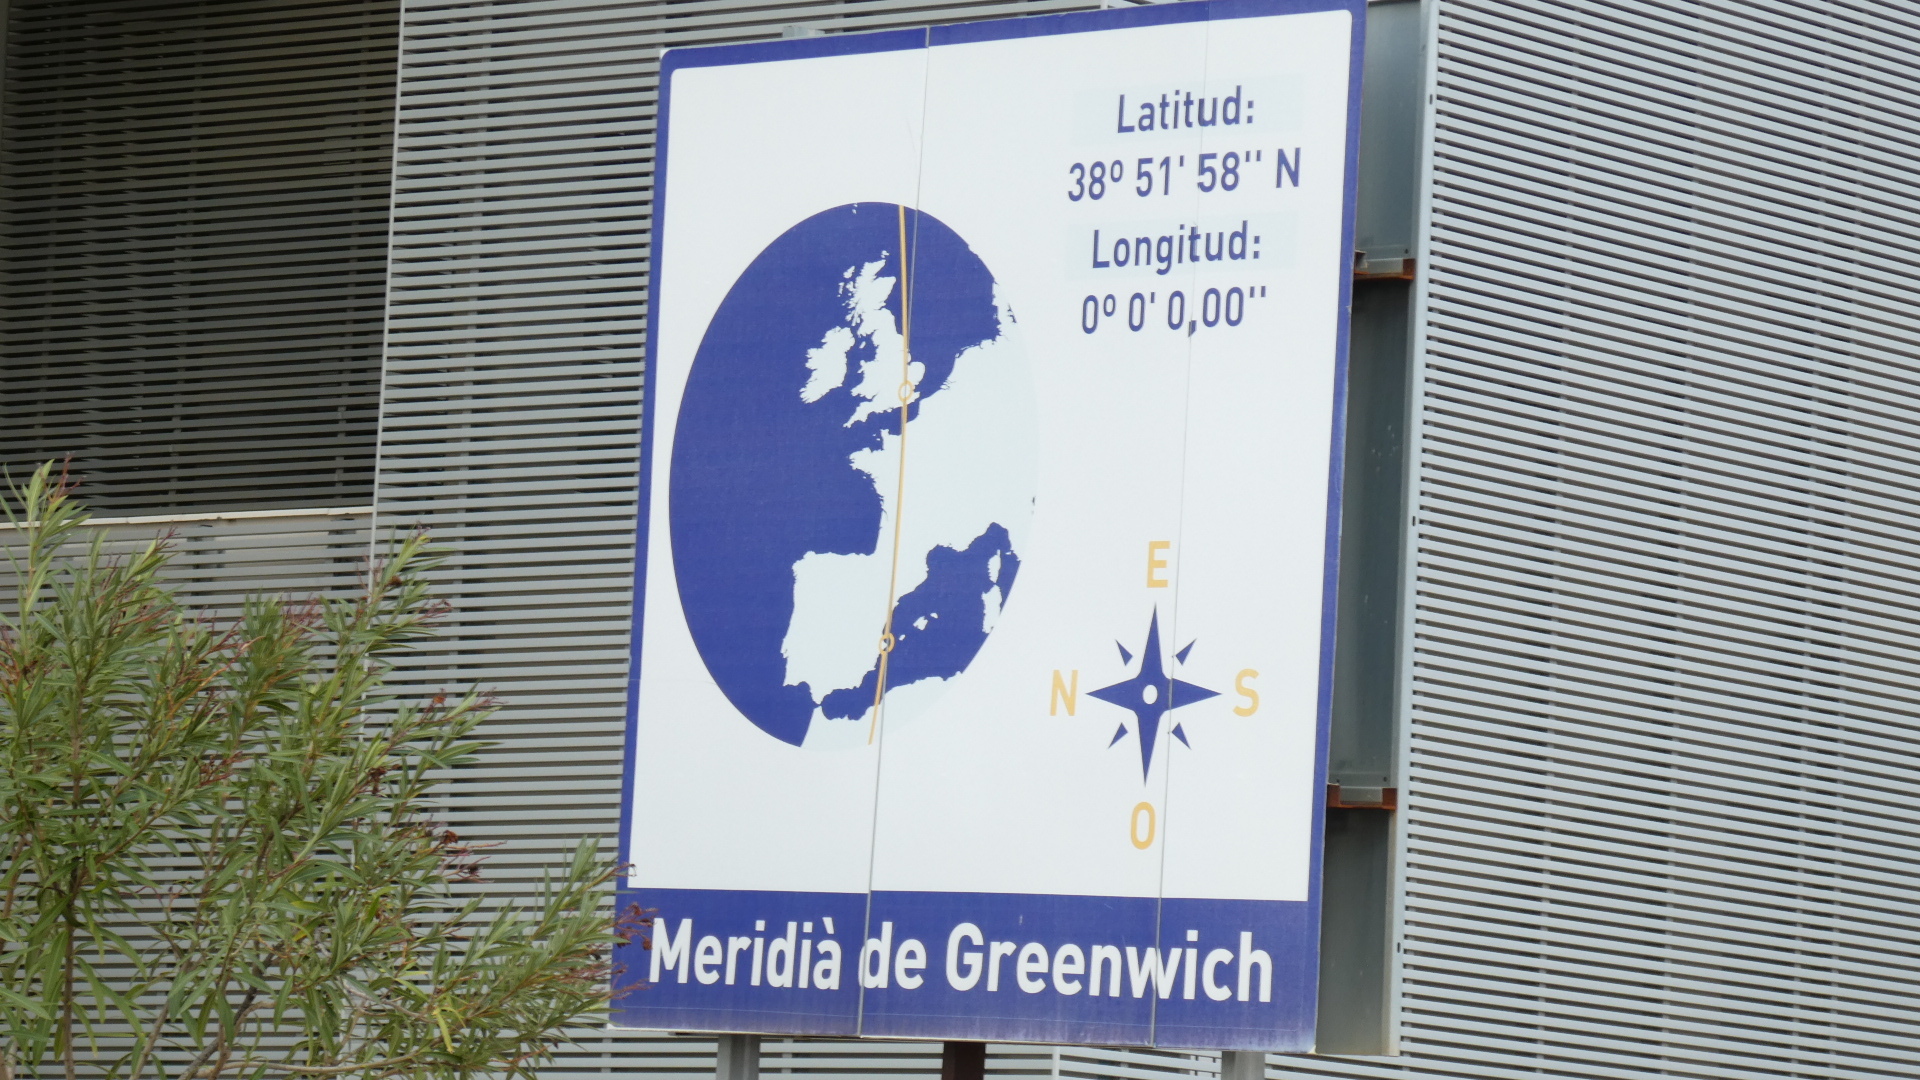 Latitud:
38º 51' 58'' N
Longitud:
0º 0' 0,00''
E
N S
O
Meridià de Greenwich